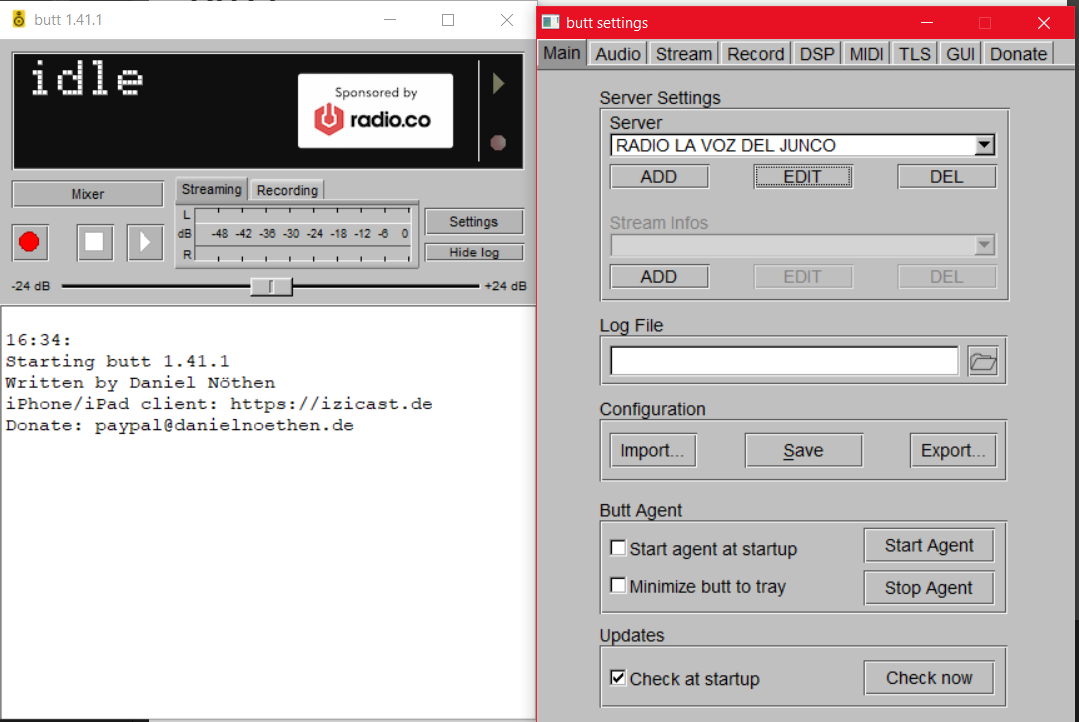 butt 1.41.1
idle
Sponsored by
radio.co
Mixer
Streaming
Recording
L
dB -48 -42 -36 -30 -24 -18 -12 -6 0
R
Settings
Hide log
-24 dB
+24 dB
16:34:
Starting butt 1.41.1
Written by Daniel Nöthen
iPhone/iPad client: https://izicast.de
Donate: paypal@danielnoethen.de
butt settings
Main Audio Stream Record DSP MIDI TLS GUI Donate
Server Settings
Server
RADIO LA VOZ DEL JUNCO
ADD EDIT DEL
Stream Infos
ADD EDIT DEL
Log File
Configuration
Import... Save Export...
Butt Agent
Start agent at startup
Start Agent
Minimize butt to tray
Stop Agent
Updates
Check at startup
Check now